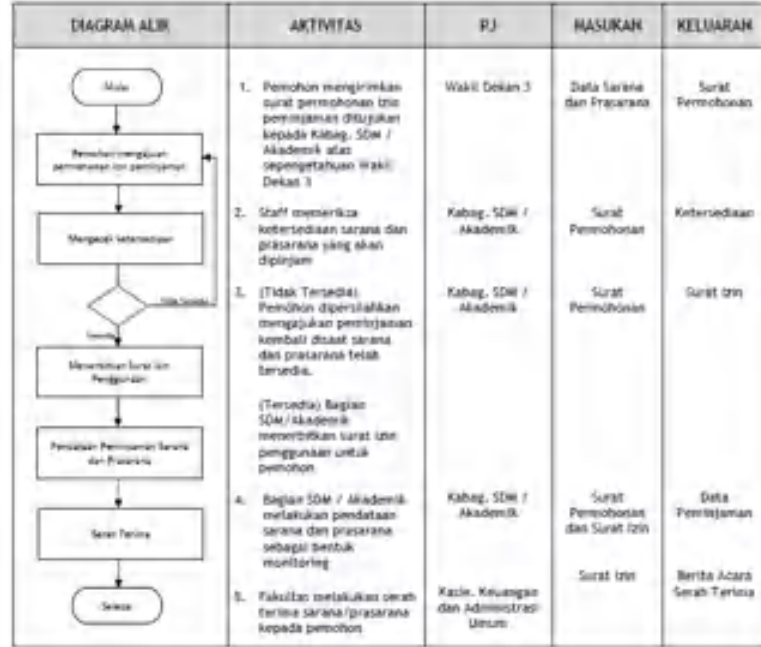 DIAGRAM ALIR
AKTIVITAS
PJ
MASUKAN
KELUARAN
Mulai
Pemohon mengajukan
permohonan izin peminjaman
Mengecek ketersediaan
Tidak Tersedia
Tersedia
Menerbitkan Surat Izin
Penggunaan
Pendataan Peminjaman Sarana
dan Prasarana
Serah Terima
Selesai
1. Pemohon mengirimkan
surat permohonan izin
peminjaman ditujukan
kepada Kabag. SDM /
Akademik atas
sepengetahuan Wakil
Dekan 3
Wakil Dekan 3
Data Sarana
dan Prasarana
Surat
Permohonan
2. Staff memeriksa
ketersediaan sarana dan
prasarana yang akan
dipinjam
Kabag. SDM /
Akademik
Surat
Permohonan
Ketersediaan
3. (Tidak Tersedia)
Pemohon dipersilahkan
mengajukan peminjaman
kembali disaat sarana
dan prasarana telah
tersedia.
(Tersedia) Bagian
SDM/Akademik
menerbitkan surat izin
penggunaan untuk
pemohon
Kabag. SDM /
Akademik
Surat
Permohonan
Surat Izin
4. Bagian SDM / Akademik
melakukan pendataan
sarana dan prasarana
sebagai bentuk
monitoring
Kabag. SDM /
Akademik
Surat
Permohonan
dan Surat Izin
Data
Peminjaman
5. Fakultas melakukan serah
terima sarana/prasarana
kepada pemohon
Kasie. Keuangan
dan Administrasi
Umum
Surat Izin
Berita Acara
Serah Terima